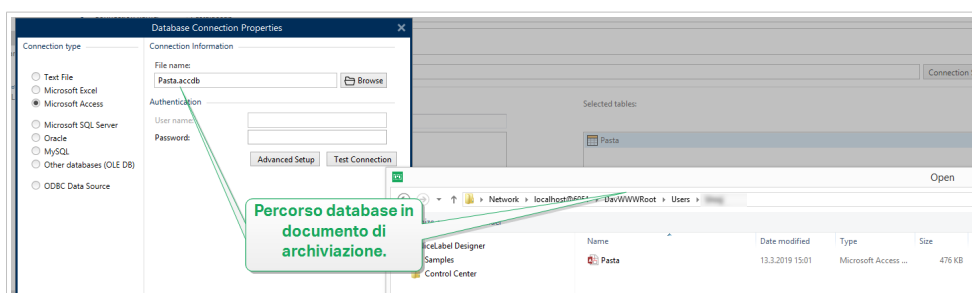 Database Connection Properties
Connection type
Connection Information
File name:
Pasta.accdb
Browse
Text File
Microsoft Excel
Microsoft Access
Microsoft SQL Server
Oracle
MySQL
Other databases (OLE DB)
ODBC Data Source
Authentication
User name:
Password:
Advanced Setup
Test Connection
Connection
Selected tables:
Pasta
Percorso database in
documento di
archiviazione.
Open
Network › localhost@ › DavWWWRoot › Users ›
Label Designer
Samples
Control Center
Name
Date modified
Type
Size
Pasta
13.3.2019 15:01
Microsoft Access ...
476 KB